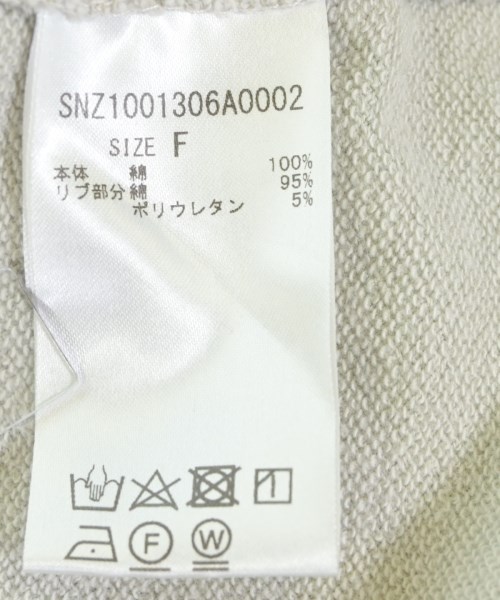 SNZ1001306A0002
SIZE F
本体 綿 100%
リブ部分 綿 95%
ポリウレタン 5%
F W